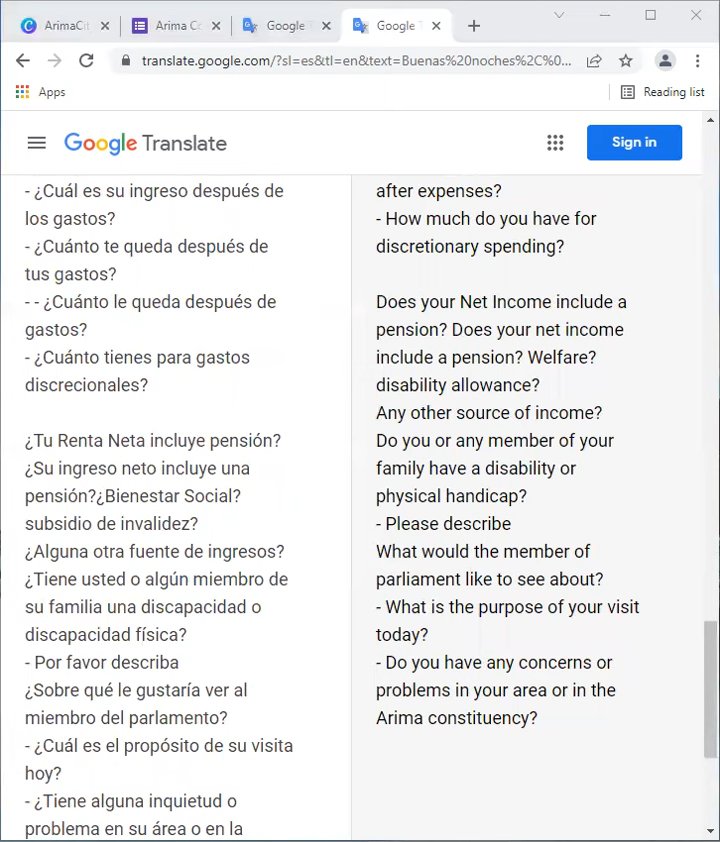 ArimaCit
Arima Co
Google T
Google T
translate.google.com/?sl=es&tl=en&text=Buenas%20noches%2C%0...
Apps
Reading list
Google Translate
Sign in
- ¿Cuál es su ingreso después de
los gastos?
- ¿Cuánto te queda después de
tus gastos?
- - ¿Cuánto le queda después de
gastos?
- ¿Cuánto tienes para gastos
discrecionales?
¿Tu Renta Neta incluye pensión?
¿Su ingreso neto incluye una
pensión?¿Bienestar Social?
subsidio de invalidez?
¿Alguna otra fuente de ingresos?
¿Tiene usted o algún miembro de
su familia una discapacidad o
discapacidad física?
- Por favor describa
¿Sobre qué le gustaría ver al
miembro del parlamento?
- ¿Cuál es el propósito de su visita
hoy?
- ¿Tiene alguna inquietud o
problema en su área o en la
after expenses?
- How much do you have for
discretionary spending?
Does your Net Income include a
pension? Does your net income
include a pension? Welfare?
disability allowance?
Any other source of income?
Do you or any member of your
family have a disability or
physical handicap?
- Please describe
What would the member of
parliament like to see about?
- What is the purpose of your visit
today?
- Do you have any concerns or
problems in your area or in the
Arima constituency?